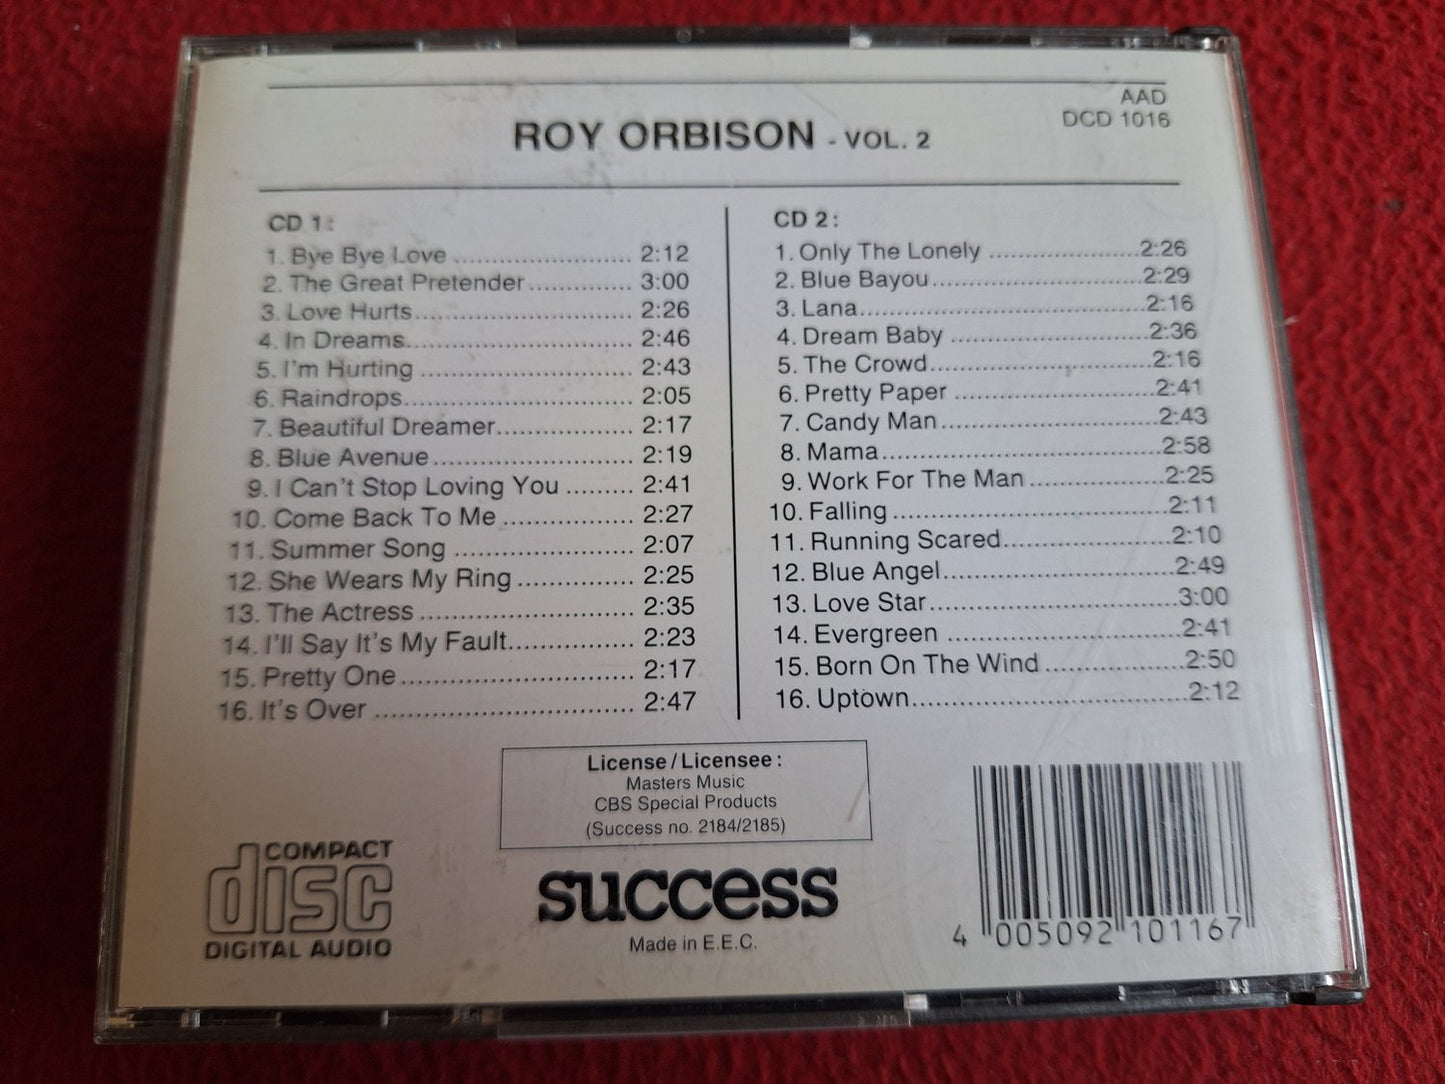 AAD
DCD 1016
ROY ORBISON - VOL. 2
CD 1:
1. Bye Bye Love ........................... 2:12
2. The Great Pretender............... 3:00
3. Love Hurts................................ 2:26
4. In Dreams................................. 2:46
5. I'm Hurting ............................... 2:43
6. Raindrops.................................. 2:05
7. Beautiful Dreamer.................... 2:17
8. Blue Avenue............................. 2:19
9. I Can't Stop Loving You ......... 2:41
10. Come Back To Me .................. 2:27
11. Summer Song ........................ 2:07
12. She Wears My Ring ............... 2:25
13. The Actress ............................ 2:35
14. I'll Say It's My Fault................ 2:23
15. Pretty One .............................. 2:17
16. It's Over .................................. 2:47
CD 2:
1. Only The Lonely ......................2:26
2. Blue Bayou...............................2:29
3. Lana..........................................2:16
4. Dream Baby .............................2:36
5. The Crowd................................2:16
6. Pretty Paper .............................2:41
7. Candy Man...............................2:43
8. Mama........................................2:58
9. Work For The Man ..................2:25
10. Falling ......................................2:11
11. Running Scared.......................2:10
12. Blue Angel................................2:49
13. Love Star..................................3:00
14. Evergreen ................................2:41
15. Born On The Wind ..................2:50
16. Uptown.....................................2:12
License / Licensee :
Masters Music
CBS Special Products
(Success no. 2184/2185)
COMPACT
disc
DIGITAL AUDIO
success
Made in E.E.C.
4 005092 101167